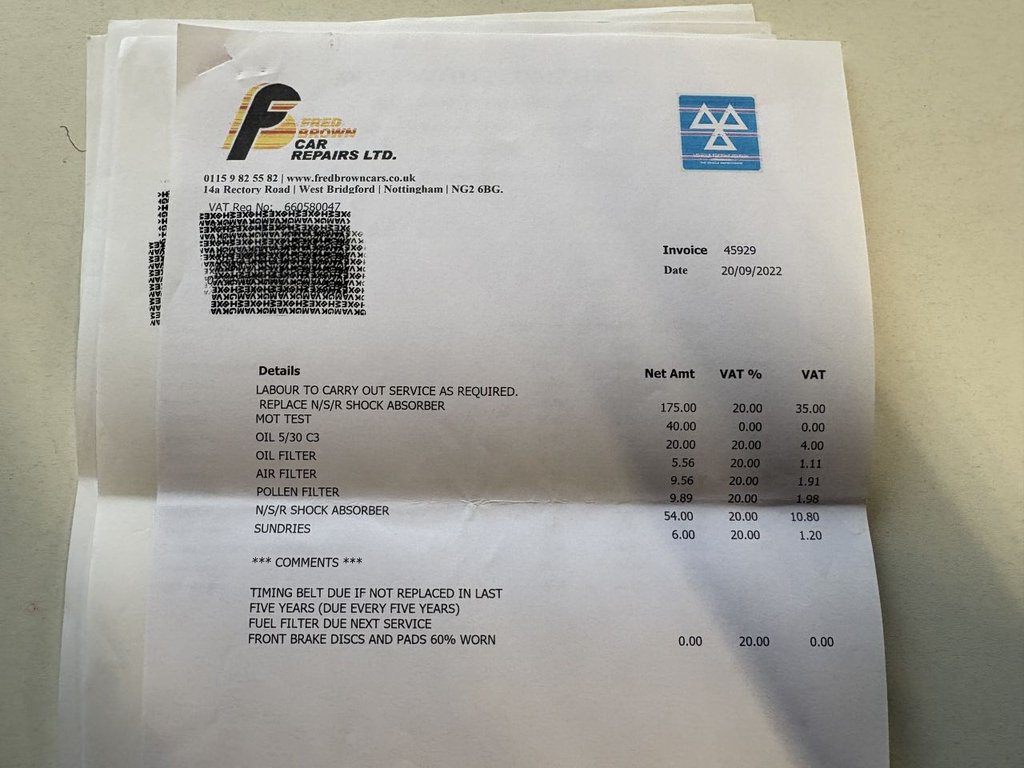 F
FRED
BROWN
CAR
REPAIRS LTD.
0115 9 82 55 82 | www.fredbrowncars.co.uk
14a Rectory Road | West Bridgford | Nottingham | NG2 6BG.
VAT Reg No: 660580047
Invoice 45929
Date 20/09/2022
Details Net Amt VAT % VAT
LABOUR TO CARRY OUT SERVICE AS REQUIRED.
REPLACE N/S/R SHOCK ABSORBER 175.00 20.00 35.00
MOT TEST 40.00 0.00 0.00
OIL 5/30 C3 20.00 20.00 4.00
OIL FILTER 5.56 20.00 1.11
AIR FILTER 9.56 20.00 1.91
POLLEN FILTER 9.89 20.00 1.98
N/S/R SHOCK ABSORBER 54.00 20.00 10.80
SUNDRIES 6.00 20.00 1.20
*** COMMENTS ***
TIMING BELT DUE IF NOT REPLACED IN LAST
FIVE YEARS (DUE EVERY FIVE YEARS)
FUEL FILTER DUE NEXT SERVICE
FRONT BRAKE DISCS AND PADS 60% WORN 0.00 20.00 0.00